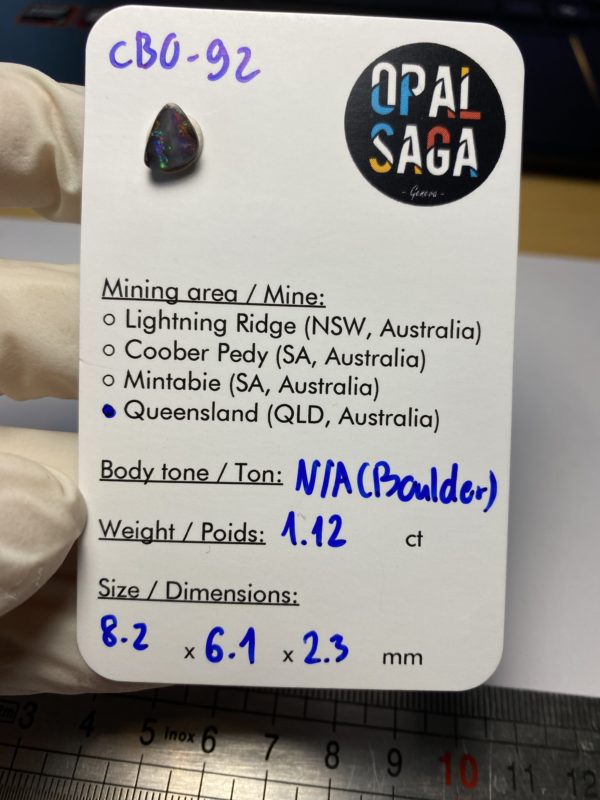 CBO-92
OPAL
SAGA
- Geneva -
Mining area / Mine:
○ Lightning Ridge (NSW, Australia)
○ Coober Pedy (SA, Australia)
○ Mintabie (SA, Australia)
● Queensland (QLD, Australia)
Body tone / Ton: N/A (Boulder)
Weight / Poids: 1.12 ct
Size / Dimensions:
8.2 x 6.1 x 2.3 mm
3 4 5 inox 6 7 8 9 10 11 12